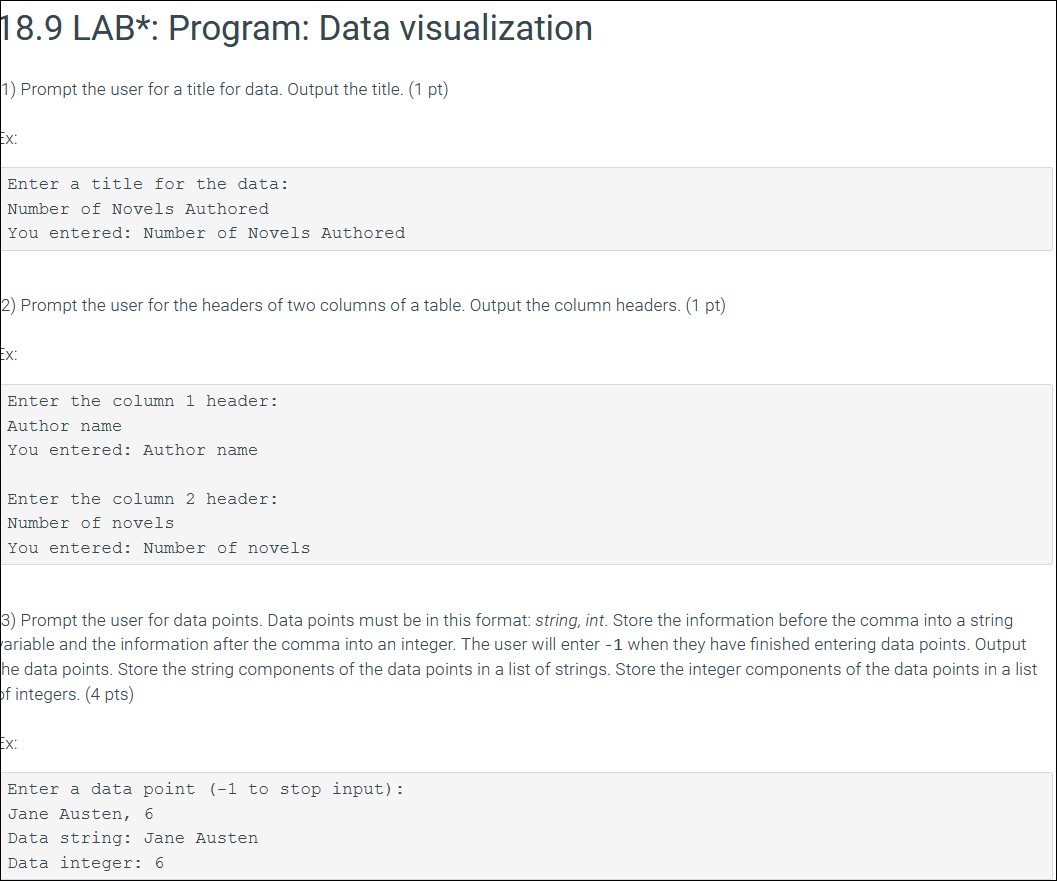 18.9 LAB*: Program: Data visualization
1) Prompt the user for a title for data. Output the title. (1 pt)
Ex:
Enter a title for the data:
Number of Novels Authored
You entered: Number of Novels Authored
2) Prompt the user for the headers of two columns of a table. Output the column headers. (1 pt)
Ex:
Enter the column 1 header:
Author name
You entered: Author name
Enter the column 2 header:
Number of novels
You entered: Number of novels
3) Prompt the user for data points. Data points must be in this format: string, int. Store the information before the comma into a string
variable and the information after the comma into an integer. The user will enter -1 when they have finished entering data points. Output
the data points. Store the string components of the data points in a list of strings. Store the integer components of the data points in a list
of integers. (4 pts)
Ex:
Enter a data point (-1 to stop input):
Jane Austen, 6
Data string: Jane Austen
Data integer: 6